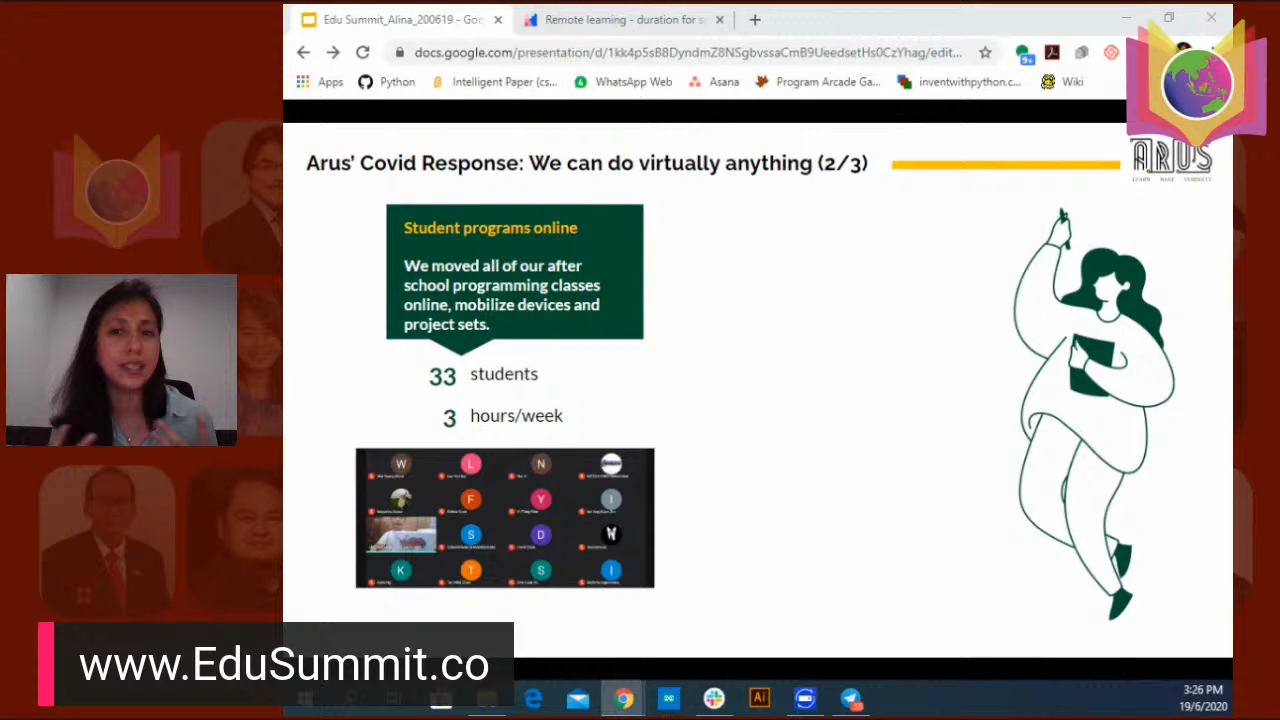 Edu Summit_Alina_200619 - Goo
Remote learning - duration for s
docs.google.com/presentation/d/1kk4p5sB8DyndmZ8NSgbvssaCmB9UeedsetHs0CzYhag/edit...
9+
Apps
Python
Intelligent Paper (cs...
WhatsApp Web
Asana
Program Arcade Ga...
inventwithpython.c...
Wiki
Arus' Covid Response: We can do virtually anything (2/3)
ARUS
Student programs online
We moved all of our after
school programming classes
online, mobilize devices and
project sets.
33 students
3 hours/week
W L N
F Y I
S D
K T S I
www.EduSummit.co
Ai
3:26 PM
19/6/2020